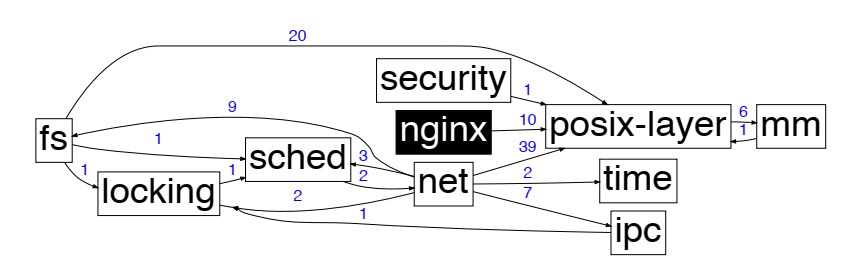 20
security
1
9
nginx
10
6
fs
posix-layer
mm
1
1
39
sched
3
2
net
2
time
1
1
locking
2
7
1
ipc